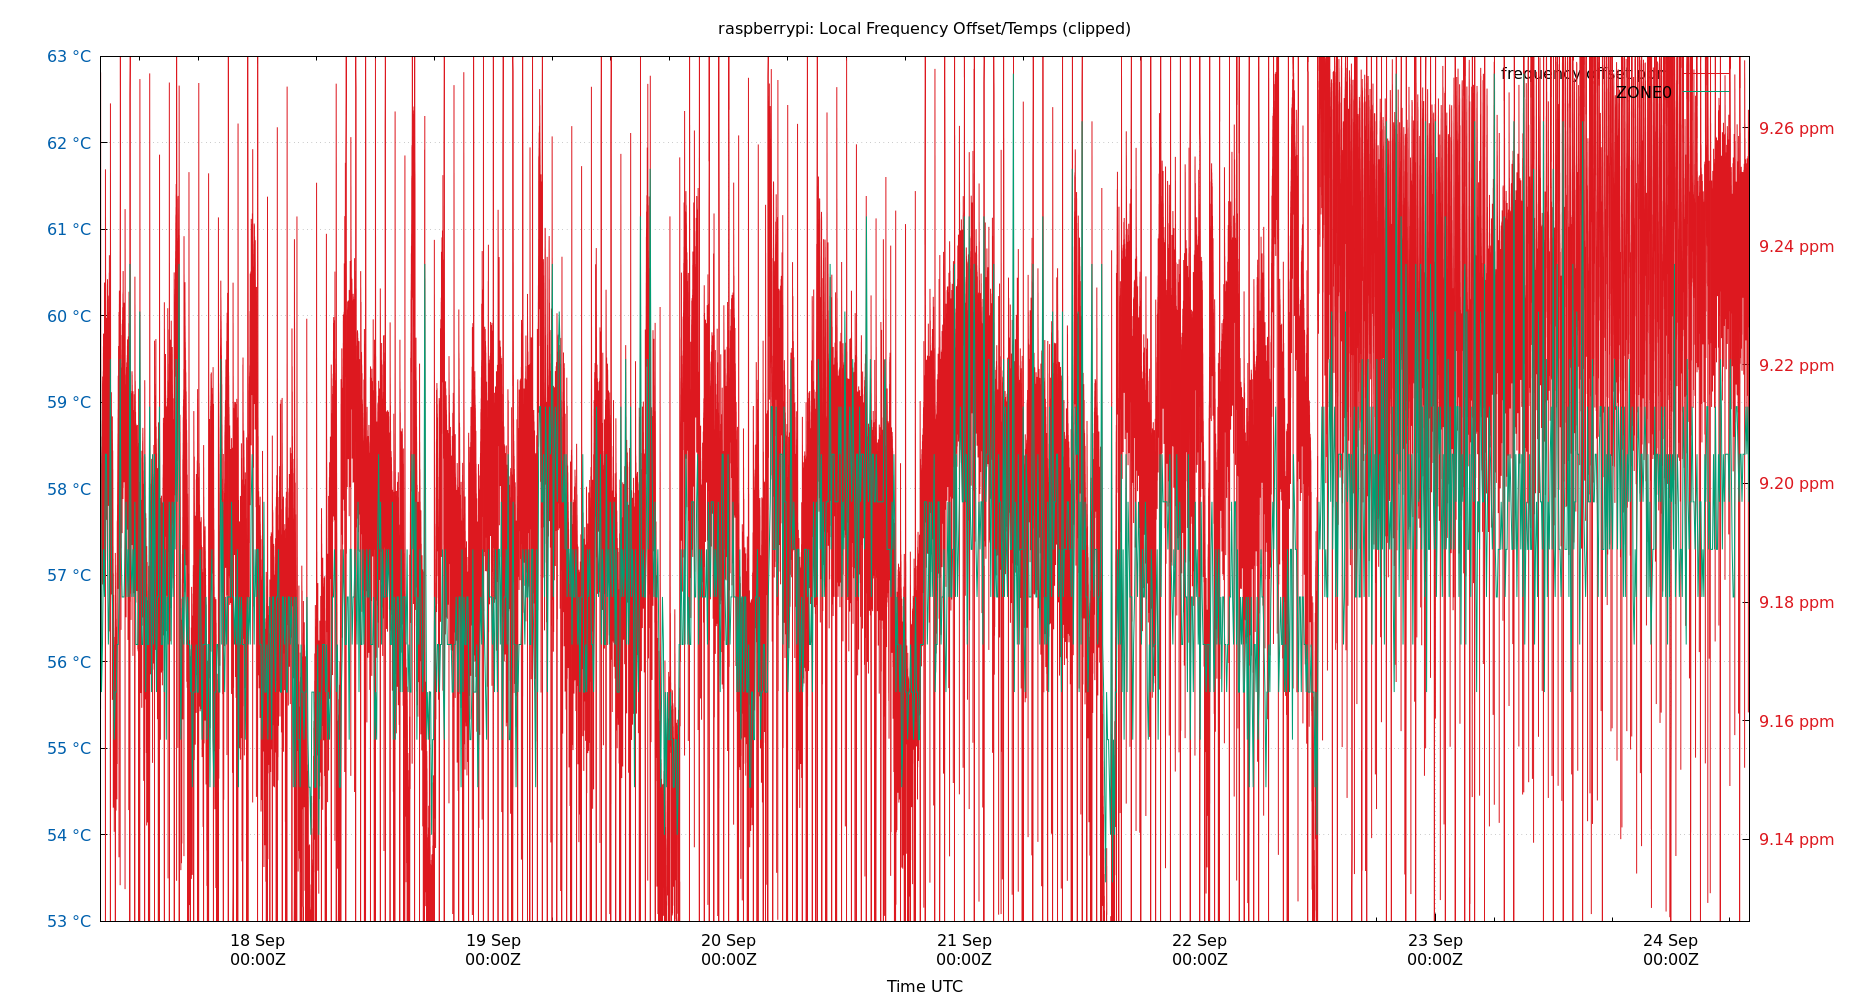 raspberrypi: Local Frequency Offset/Temps (clipped)
63 °C
62 °C
61 °C
60 °C
59 °C
58 °C
57 °C
56 °C
55 °C
54 °C
53 °C
frequency offset ppm
ZONE0
9.26 ppm
9.24 ppm
9.22 ppm
9.20 ppm
9.18 ppm
9.16 ppm
9.14 ppm
18 Sep
00:00Z
19 Sep
00:00Z
20 Sep
00:00Z
21 Sep
00:00Z
22 Sep
00:00Z
23 Sep
00:00Z
24 Sep
00:00Z
Time UTC